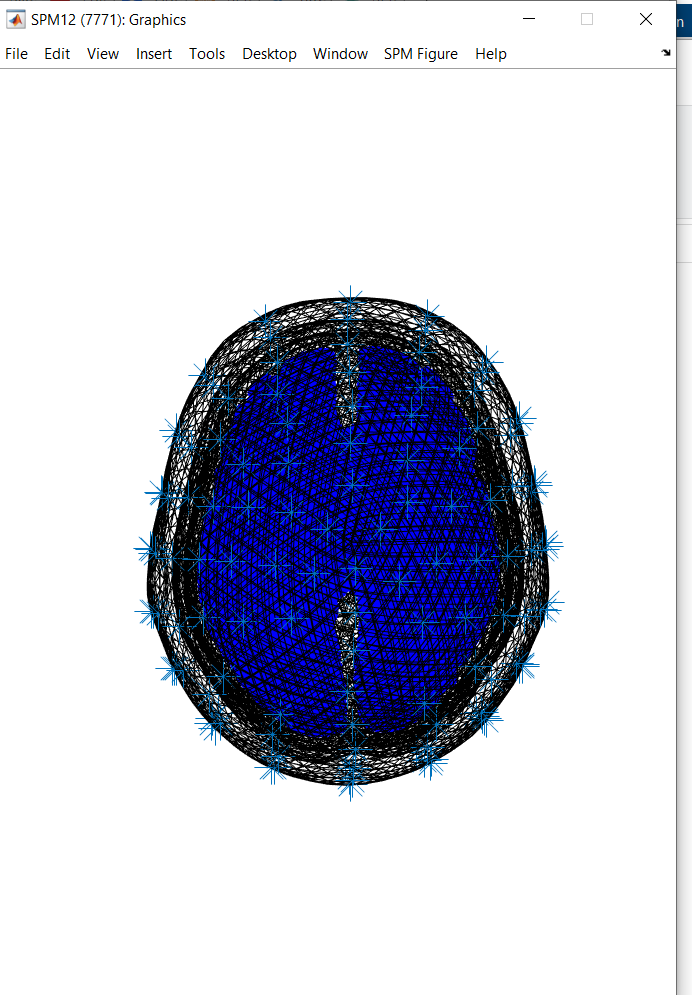 SPM12 (7771): Graphics
n
File Edit View Insert Tools Desktop Window SPM Figure Help